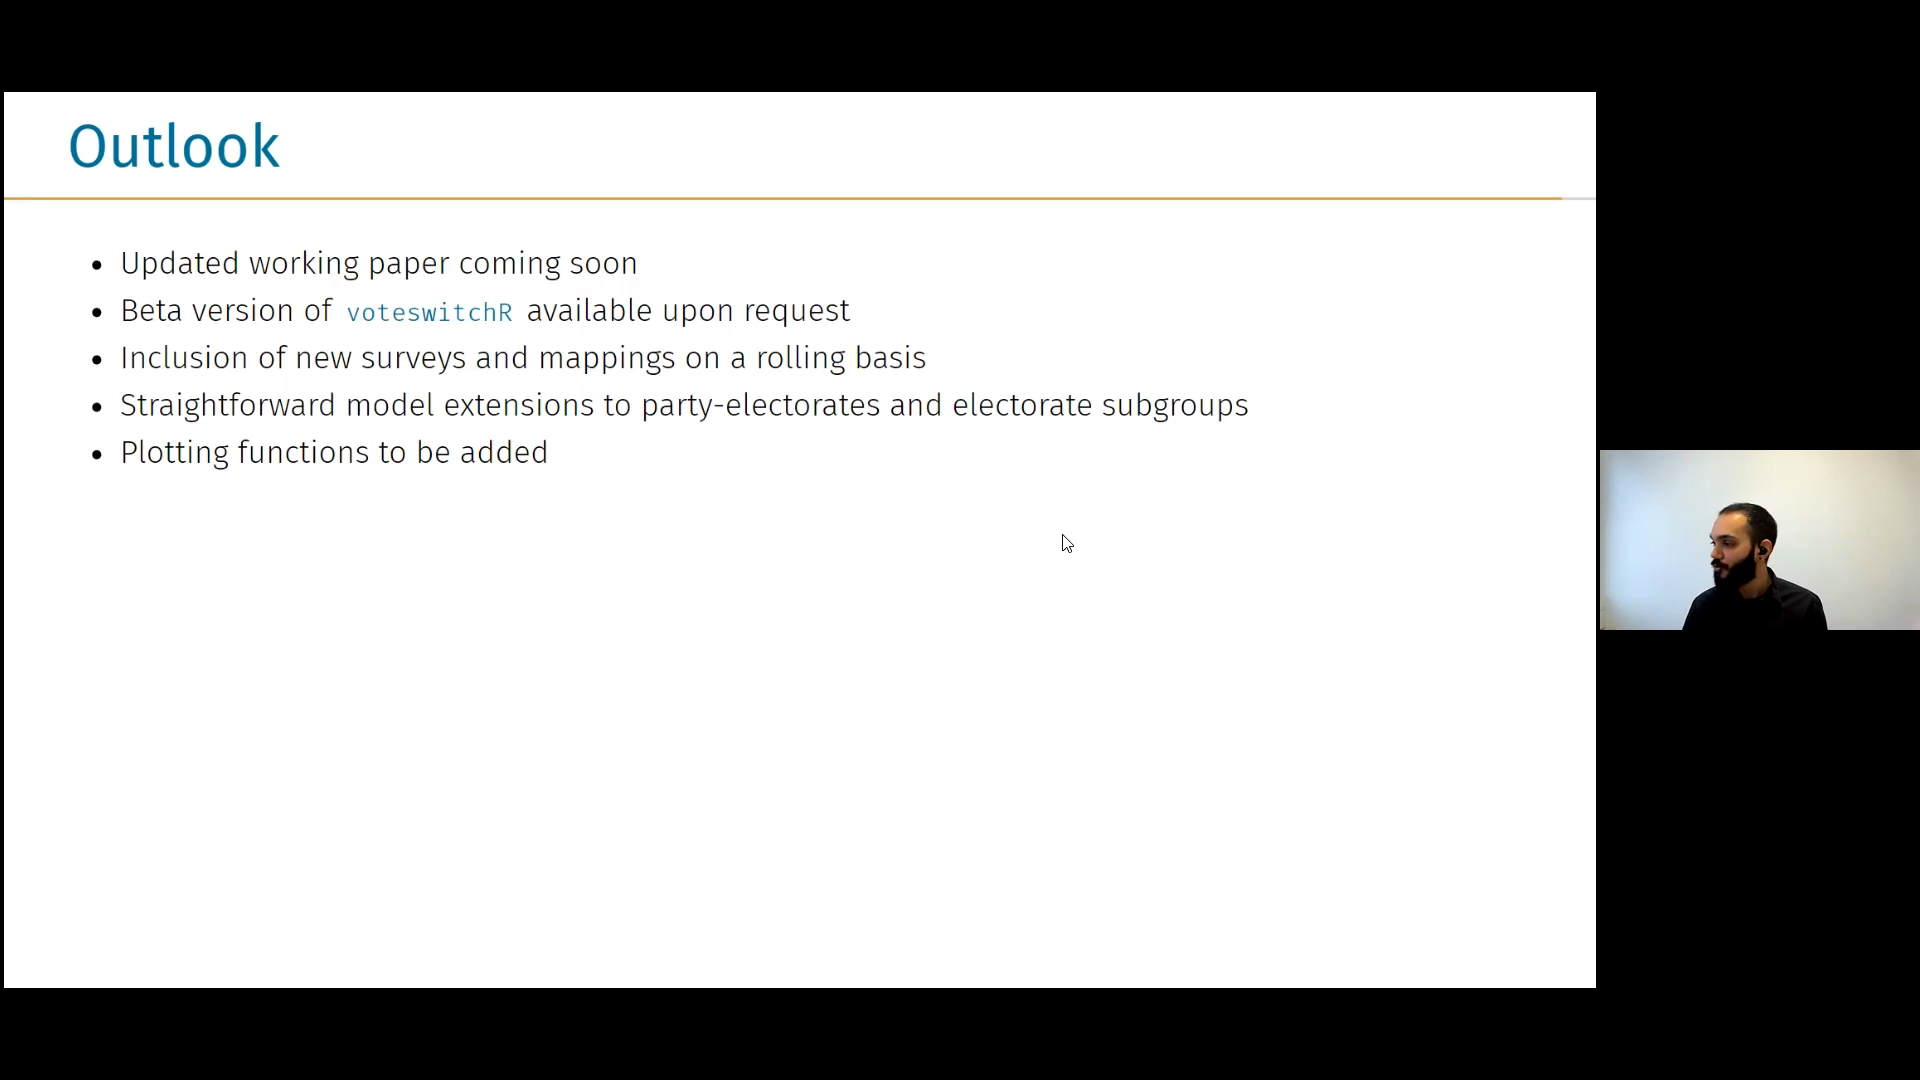 Outlook
• Updated working paper coming soon
• Beta version of voteswitchR available upon request
• Inclusion of new surveys and mappings on a rolling basis
• Straightforward model extensions to party-electorates and electorate subgroups
• Plotting functions to be added